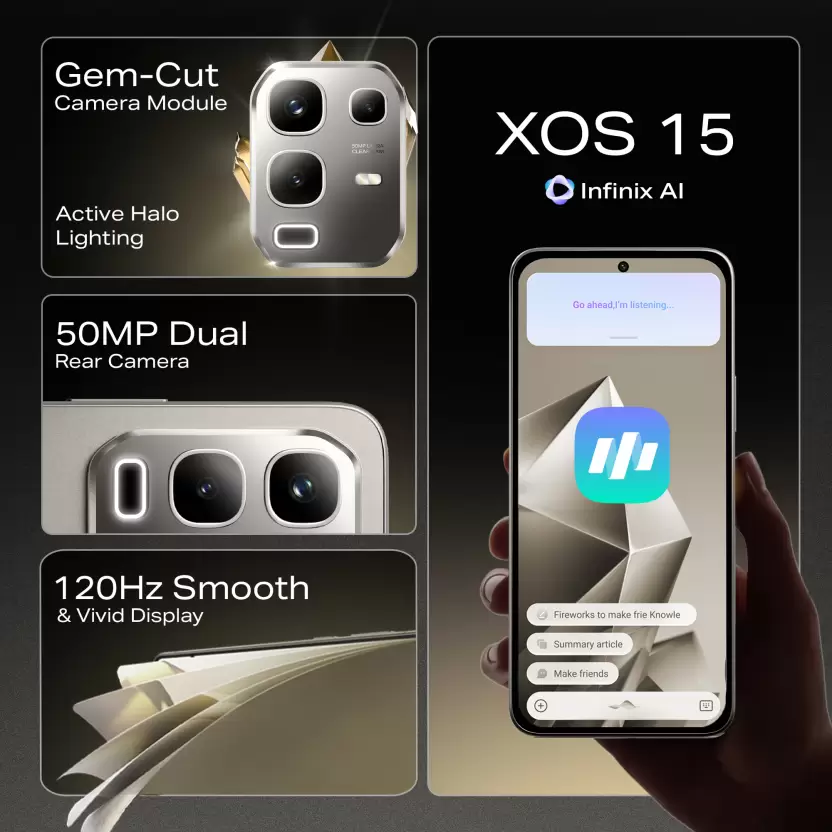 Gem-Cut
Camera Module
Active Halo
Lighting
50MP Dual
Rear Camera
120Hz Smooth
& Vivid Display
XOS 15
Infinix AI
Go ahead,I'm listening...
Fireworks to make frie Knowle
Summary article
Make friends